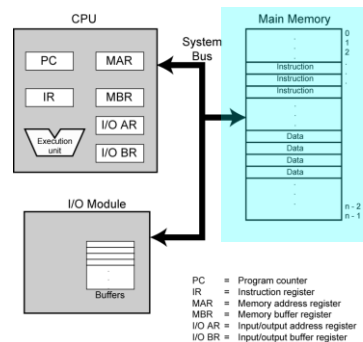 CPU
Main Memory
System
Bus
PC
MAR
IR
MBR
I/O AR
Execution
unit
I/O BR
0
1
2
Instruction
Instruction
Instruction
Data
Data
Data
Data
n - 2
n - 1
I/O Module
Buffers
PC = Program counter
IR = Instruction register
MAR = Memory address register
MBR = Memory buffer register
I/O AR = Input/output address register
I/O BR = Input/output buffer register